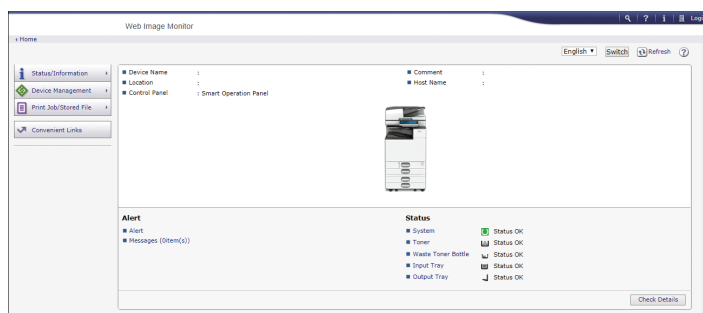 Web Image Monitor
Logi
Home
English
Switch
Refresh
Status/Information
Device Management
Print Job/Stored File
Convenient Links
Device Name :
Comment :
Location :
Host Name :
Control Panel : Smart Operation Panel
Alert
Alert
Messages (0item(s))
Status
System Status OK
Toner Status OK
Waste Toner Bottle Status OK
Input Tray Status OK
Output Tray Status OK
Check Details